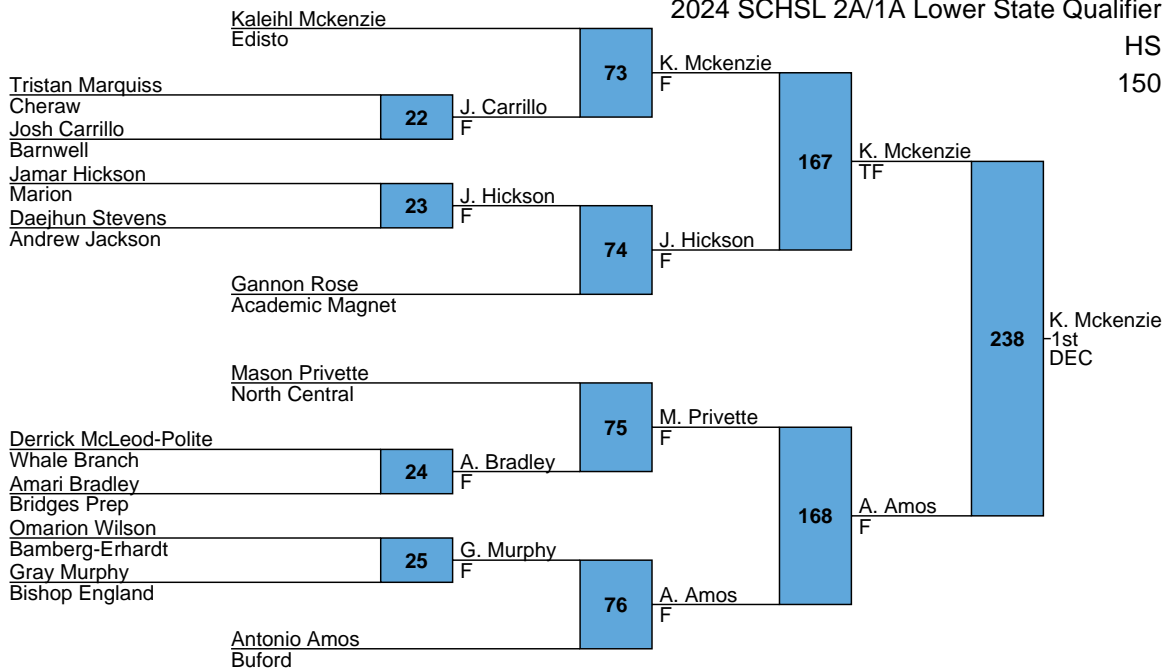 2024 SCHSL 2A/1A Lower State Qualifier
HS
150
Kaleihl Mckenzie
Edisto
73
K. Mckenzie
F
Tristan Marquiss
Cheraw
22
J. Carrillo
F
Josh Carrillo
Barnwell
167
K. Mckenzie
TF
Jamar Hickson
Marion
23
J. Hickson
F
Daejhun Stevens
Andrew Jackson
74
J. Hickson
F
Gannon Rose
Academic Magnet
238
K. Mckenzie
1st
DEC
Mason Privette
North Central
75
M. Privette
F
Derrick McLeod-Polite
Whale Branch
24
A. Bradley
F
Amari Bradley
Bridges Prep
168
A. Amos
F
Omarion Wilson
Bamberg-Erhardt
25
G. Murphy
F
Gray Murphy
Bishop England
76
A. Amos
F
Antonio Amos
Buford